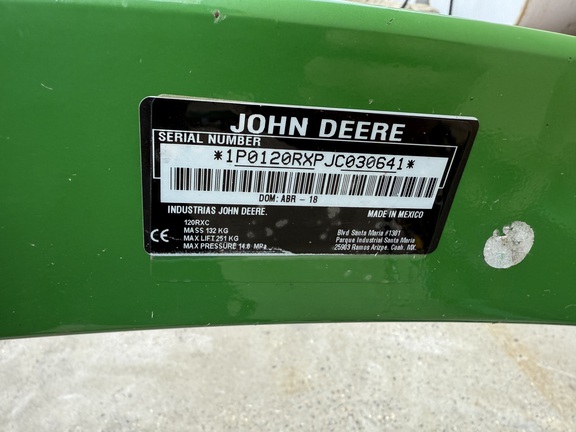 JOHN DEERE
SERIAL NUMBER
*1P0120RXPJC030641*
DOM: ABR - 18
INDUSTRIAS JOHN DEERE. MADE IN MEXICO
120RXC
MASS 132 KG
MAX LIFT 251 KG
MAX PRESSURE 14.8 MPa
CE
Blvd Santa Maria #1301
Parque Industrial Santa Maria
25903 Ramos Arizpe, Coah. MX.